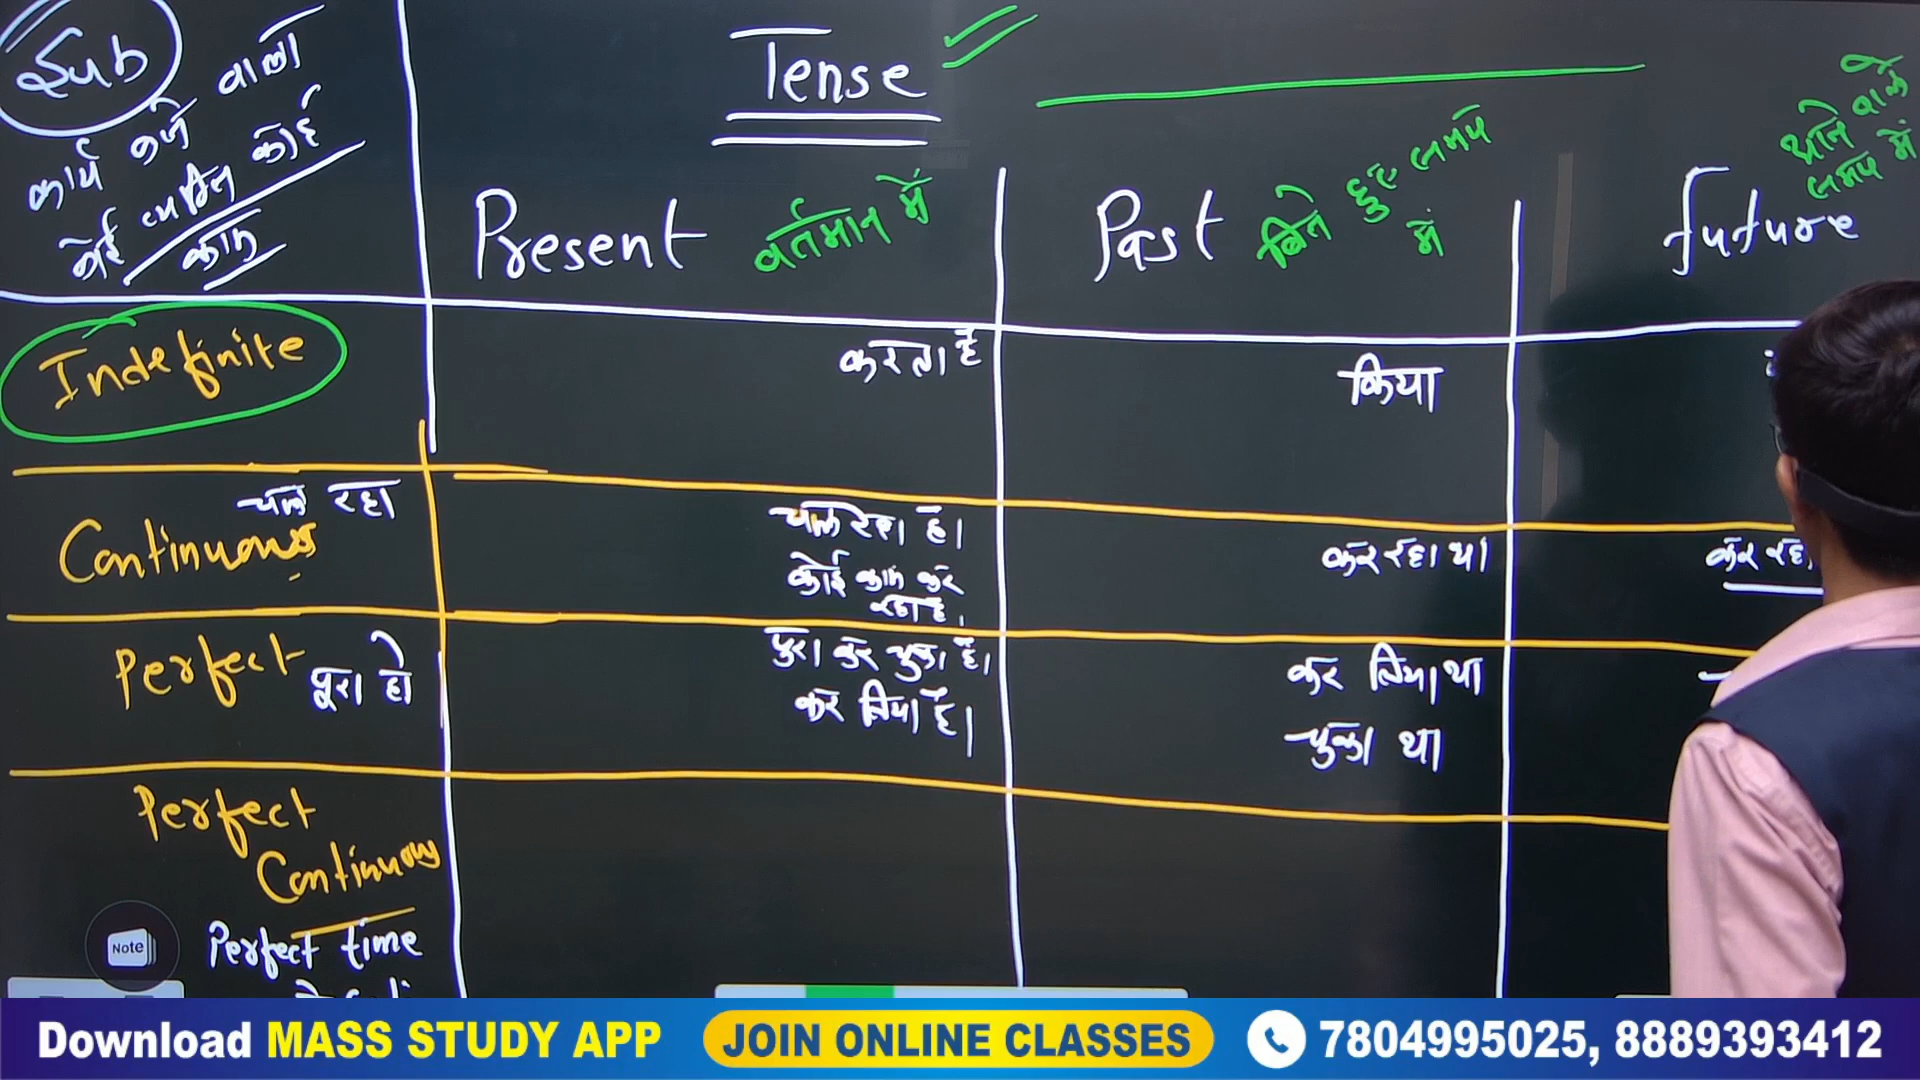 Sub
कार्य करने वाला
कोई व्यक्ति कोई
काम
Tense
Present वर्तमान में
Past बिते हुए समय में
future आने वाले समय में
Indefinite
करता है
किया
चल रहा
Continuous
चल रहा है।
कोई काम कर
रहा है।
कर रहा था
कर रहा
Perfect पूरा हो
पुरा कर चुका है।
कर लिया है।
कर लिया था
चुका था
Perfect
Continuous
Perfect time
Note
Download MASS STUDY APP JOIN ONLINE CLASSES 7804995025, 8889393412